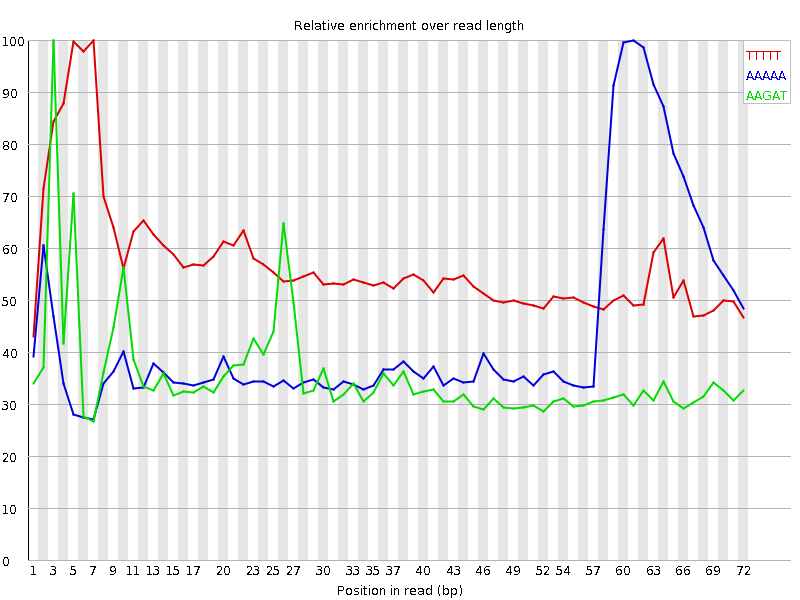 Relative enrichment over read length
100
90
80
70
60
50
40
30
20
10
0
TTTTT
AAAAA
AAGAT
1 3 5 7 9 11 13 15 17 20 23 25 27 30 33 35 37 40 43 46 49 52 54 57 60 63 66 69 72
Position in read (bp)